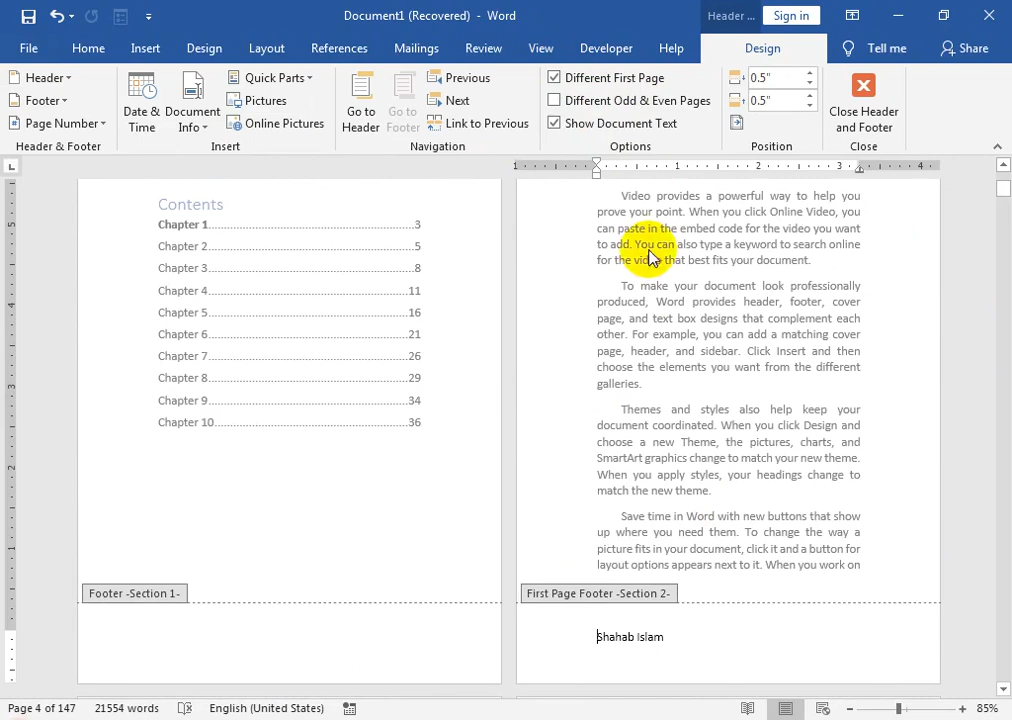 Document1 (Recovered) - Word
Header ...
Sign in
File
Home
Insert
Design
Layout
References
Mailings
Review
View
Developer
Help
Design
Tell me
Share
Header
Footer
Page Number
Header & Footer
Date & Time
Document Info
Quick Parts
Pictures
Online Pictures
Insert
Go to Header
Go to Footer
Previous
Next
Link to Previous
Navigation
Different First Page
Different Odd & Even Pages
Show Document Text
Options
0.5"
0.5"
Position
Close Header and Footer
Close
1 1 2 3 4
5
4
3
2
1
Contents
Chapter 1.......................................................3
Chapter 2.......................................................5
Chapter 3.......................................................8
Chapter 4.....................................................11
Chapter 5.....................................................16
Chapter 6.....................................................21
Chapter 7.....................................................26
Chapter 8.....................................................29
Chapter 9.....................................................34
Chapter 10...................................................36
Footer -Section 1-
Video provides a powerful way to help you
prove your point. When you click Online Video, you
can paste in the embed code for the video you want
to add. You can also type a keyword to search online
for the video that best fits your document.
To make your document look professionally
produced, Word provides header, footer, cover
page, and text box designs that complement each
other. For example, you can add a matching cover
page, header, and sidebar. Click Insert and then
choose the elements you want from the different
galleries.
Themes and styles also help keep your
document coordinated. When you click Design and
choose a new Theme, the pictures, charts, and
SmartArt graphics change to match your new theme.
When you apply styles, your headings change to
match the new theme.
Save time in Word with new buttons that show
up where you need them. To change the way a
picture fits in your document, click it and a button for
layout options appears next to it. When you work on
First Page Footer -Section 2-
Shahab Islam
Page 4 of 147
21554 words
English (United States)
85%